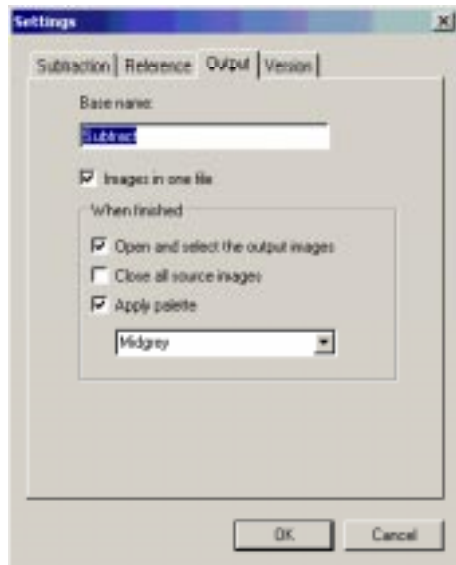 Settings
Subtraction Reference Output Version
Base name:
Subtract
Images in one file
When finished
Open and select the output images
Close all source images
Apply palette
Midgrey
OK Cancel